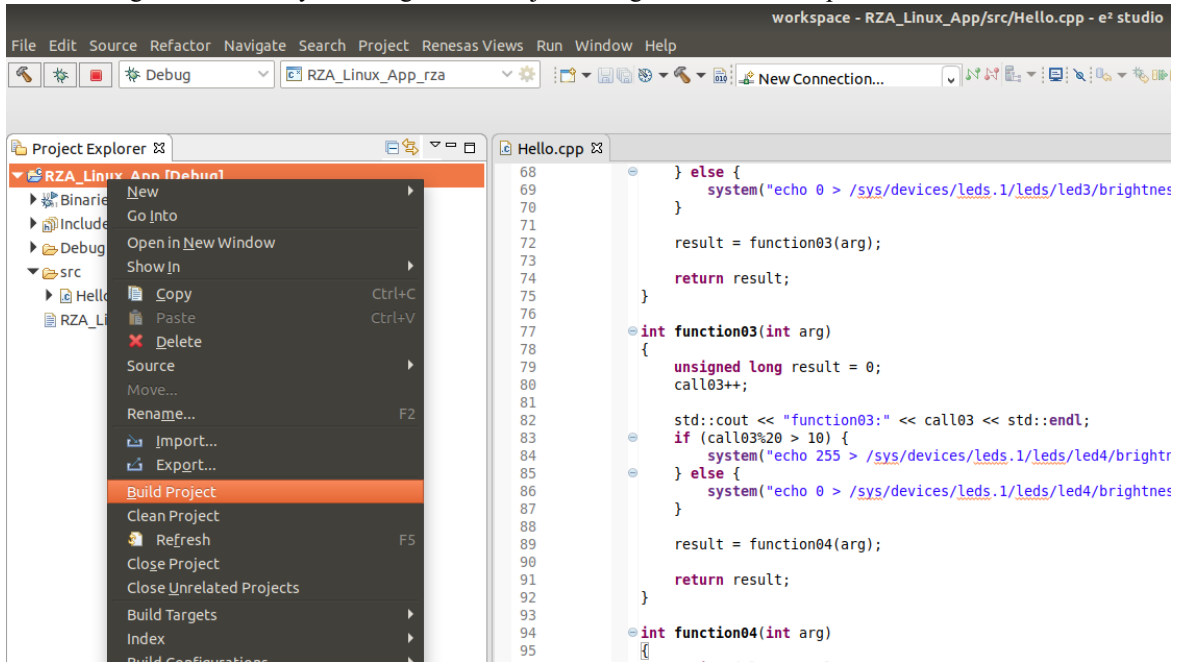 workspace - RZA_Linux_App/src/Hello.cpp - e² studio
File Edit Source Refactor Navigate Search Project Renesas Views Run Window Help
Debug RZA_Linux_App_rza New Connection...
Project Explorer
Hello.cpp
RZA_Linux_App [Debug]
Binarie
Include
Debug
src
Hello
RZA_Li
New
Go Into
Open in New Window
Show In
Copy Ctrl+C
Paste Ctrl+V
Delete
Source
Move...
Rename... F2
Import...
Export...
Build Project
Clean Project
Refresh F5
Close Project
Close Unrelated Projects
Build Targets
Index
Build Configurations
68 } else {
69 system("echo 0 > /sys/devices/leds.1/leds/led3/brightnes
70 }
71
72 result = function03(arg);
73
74 return result;
75 }
76
77 int function03(int arg)
78 {
79 unsigned long result = 0;
80 call03++;
81
82 std::cout << "function03:" << call03 << std::endl;
83 if (call03%20 > 10) {
84 system("echo 255 > /sys/devices/leds.1/leds/led4/brightr
85 } else {
86 system("echo 0 > /sys/devices/leds.1/leds/led4/brightnes
87 }
88
89 result = function04(arg);
90
91 return result;
92 }
93
94 int function04(int arg)
95 {